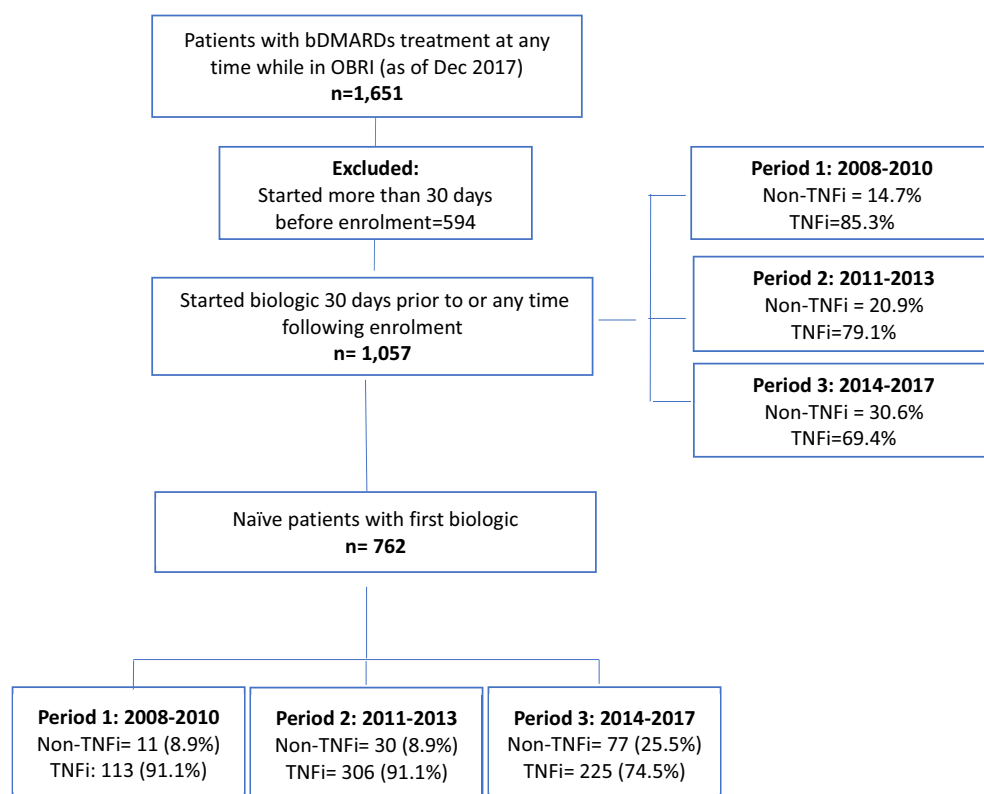 Patients with bDMARDs treatment at any
time while in OBRI (as of Dec 2017)
n=1,651
Excluded:
Started more than 30 days
before enrolment=594
Started biologic 30 days prior to or any time
following enrolment
n= 1,057
Period 1: 2008-2010
Non-TNFi = 14.7%
TNFi=85.3%
Period 2: 2011-2013
Non-TNFi = 20.9%
TNFi=79.1%
Period 3: 2014-2017
Non-TNFi = 30.6%
TNFi=69.4%
Naïve patients with first biologic
n= 762
Period 1: 2008-2010
Non-TNFi= 11 (8.9%)
TNFi: 113 (91.1%)
Period 2: 2011-2013
Non-TNFi= 30 (8.9%)
TNFi= 306 (91.1%)
Period 3: 2014-2017
Non-TNFi= 77 (25.5%)
TNFi= 225 (74.5%)